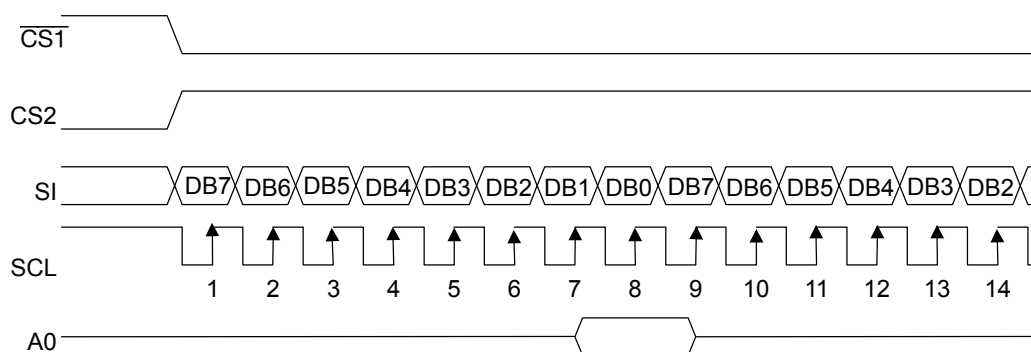 CS1
CS2
SI DB7 DB6 DB5 DB4 DB3 DB2 DB1 DB0 DB7 DB6 DB5 DB4 DB3 DB2
SCL
1 2 3 4 5 6 7 8 9 10 11 12 13 14
A0